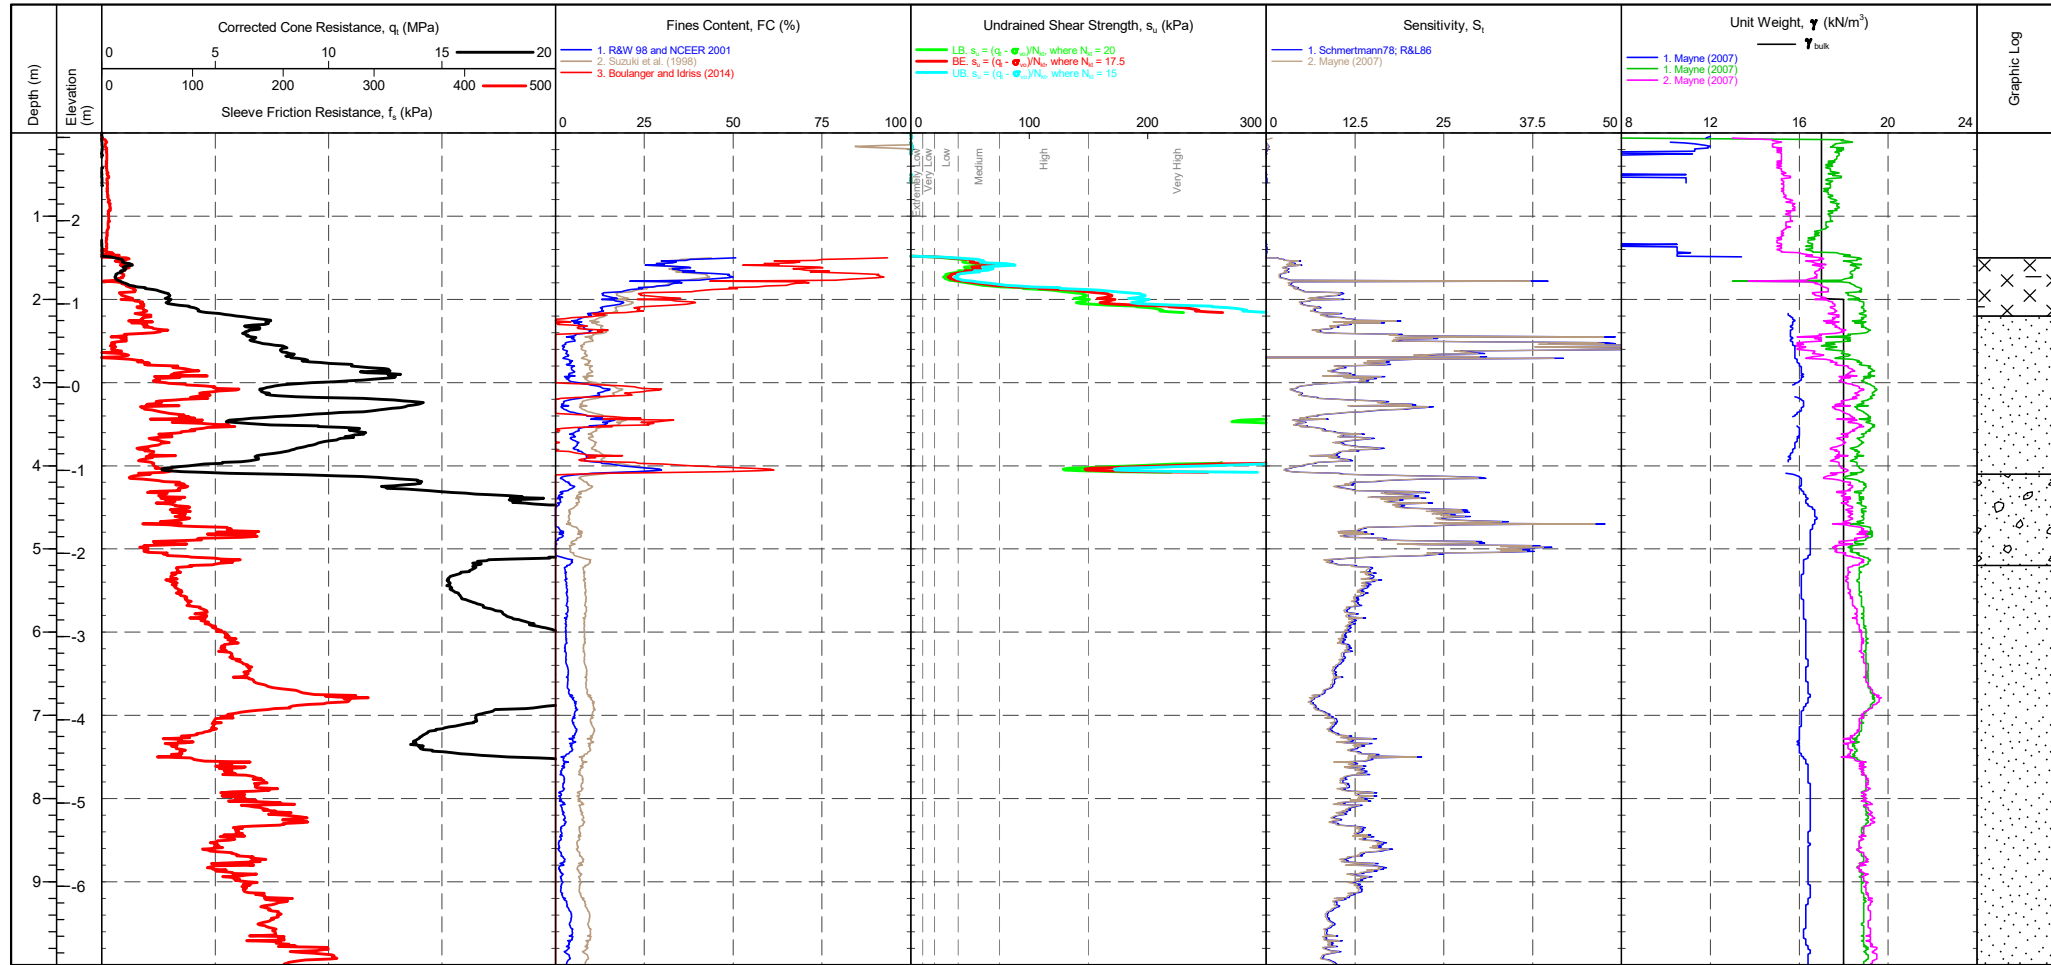 Corrected Cone Resistance, qt (MPa)
0 5 10 15 20
0 100 200 300 400 500
Sleeve Friction Resistance, fs (kPa)
Depth (m)
Elevation (m)
Fines Content, FC (%)
1. R&W 98 and NCEER 2001
2. Suzuki et al. (1998)
3. Boulanger and Idriss (2014)
0 25 50 75 100
Undrained Shear Strength, su (kPa)
LB. su = (qt - σvo)/Nkt, where Nkt = 20
BE. su = (qt - σvo)/Nkt, where Nkt = 17.5
UB. su = (qt - σvo)/Nkt, where Nkt = 15
0 100 200 300
Extremely Low
Very Low
Low
Medium
High
Very High
Sensitivity, St
1. Schmertmann78; R&L86
2. Mayne (2007)
0 12.5 25 37.5 50
Unit Weight, γ (kN/m3)
γbulk
1. Mayne (2007)
1. Mayne (2007)
2. Mayne (2007)
8 12 16 20 24
Graphic Log
1
2
2
1
3
0
4
-1
5
-2
6
-3
7
-4
8
-5
9
-6